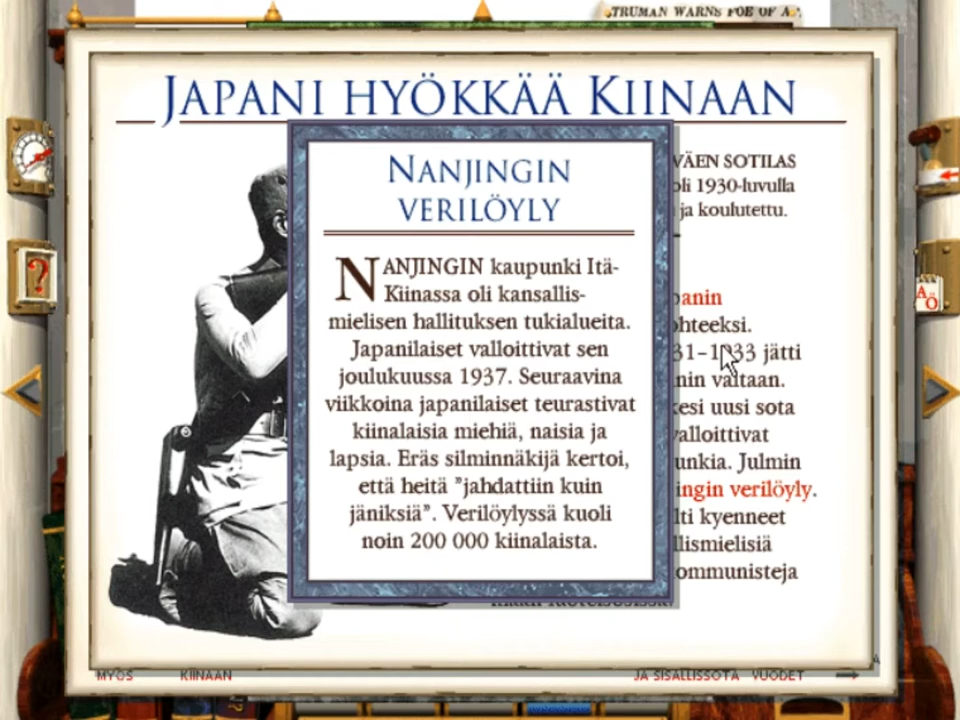 TRUMAN WARNS FOE OF A
JAPANI HYÖKKÄÄ KIINAAN
VÄEN SOTILAS
oli 1930-luvulla
ja koulutettu.
NANJINGIN
VERILÖYLY
NANJINGIN kaupunki Itä-
Kiinassa oli kansallis-
mielisen hallituksen tukialueita.
Japanilaiset valloittivat sen
joulukuussa 1937. Seuraavina
viikkoina japanilaiset teurastivat
kiinalaisia miehiä, naisia ja
lapsia. Eräs silminnäkijä kertoi,
että heitä ”jahdattiin kuin
jäniksiä”. Verilöylyssä kuoli
noin 200 000 kiinalaista.
panin
ohteeksi.
31–1933 jätti
nin valtaan.
kesi uusi sota
valloittivat
unkia. Julmin
ingin verilöyly.
lti kyenneet
llismielisiä
ommunisteja
?
A Ö
MYÖS KIINAAN JA SISÄLLISSOTA VUODET